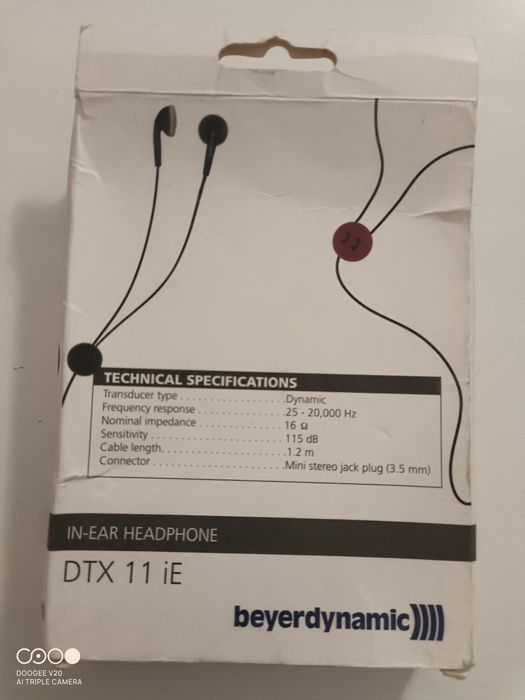 TECHNICAL SPECIFICATIONS
Transducer type . . . . . . . . . . . . . . . . . .Dynamic
Frequency response . . . . . . . . . . . . . . .25 - 20,000 Hz
Nominal impedance . . . . . . . . . . . . . . . 16 Ω
Sensitivity . . . . . . . . . . . . . . . . . . . . . . . 115 dB
Cable length. . . . . . . . . . . . . . . . . . . . . .1.2 m
Connector . . . . . . . . . . . . . . . . . . . . . . .Mini stereo jack plug (3.5 mm)
IN-EAR HEADPHONE
DTX 11 iE
beyerdynamic
DOOGEE V20
AI TRIPLE CAMERA